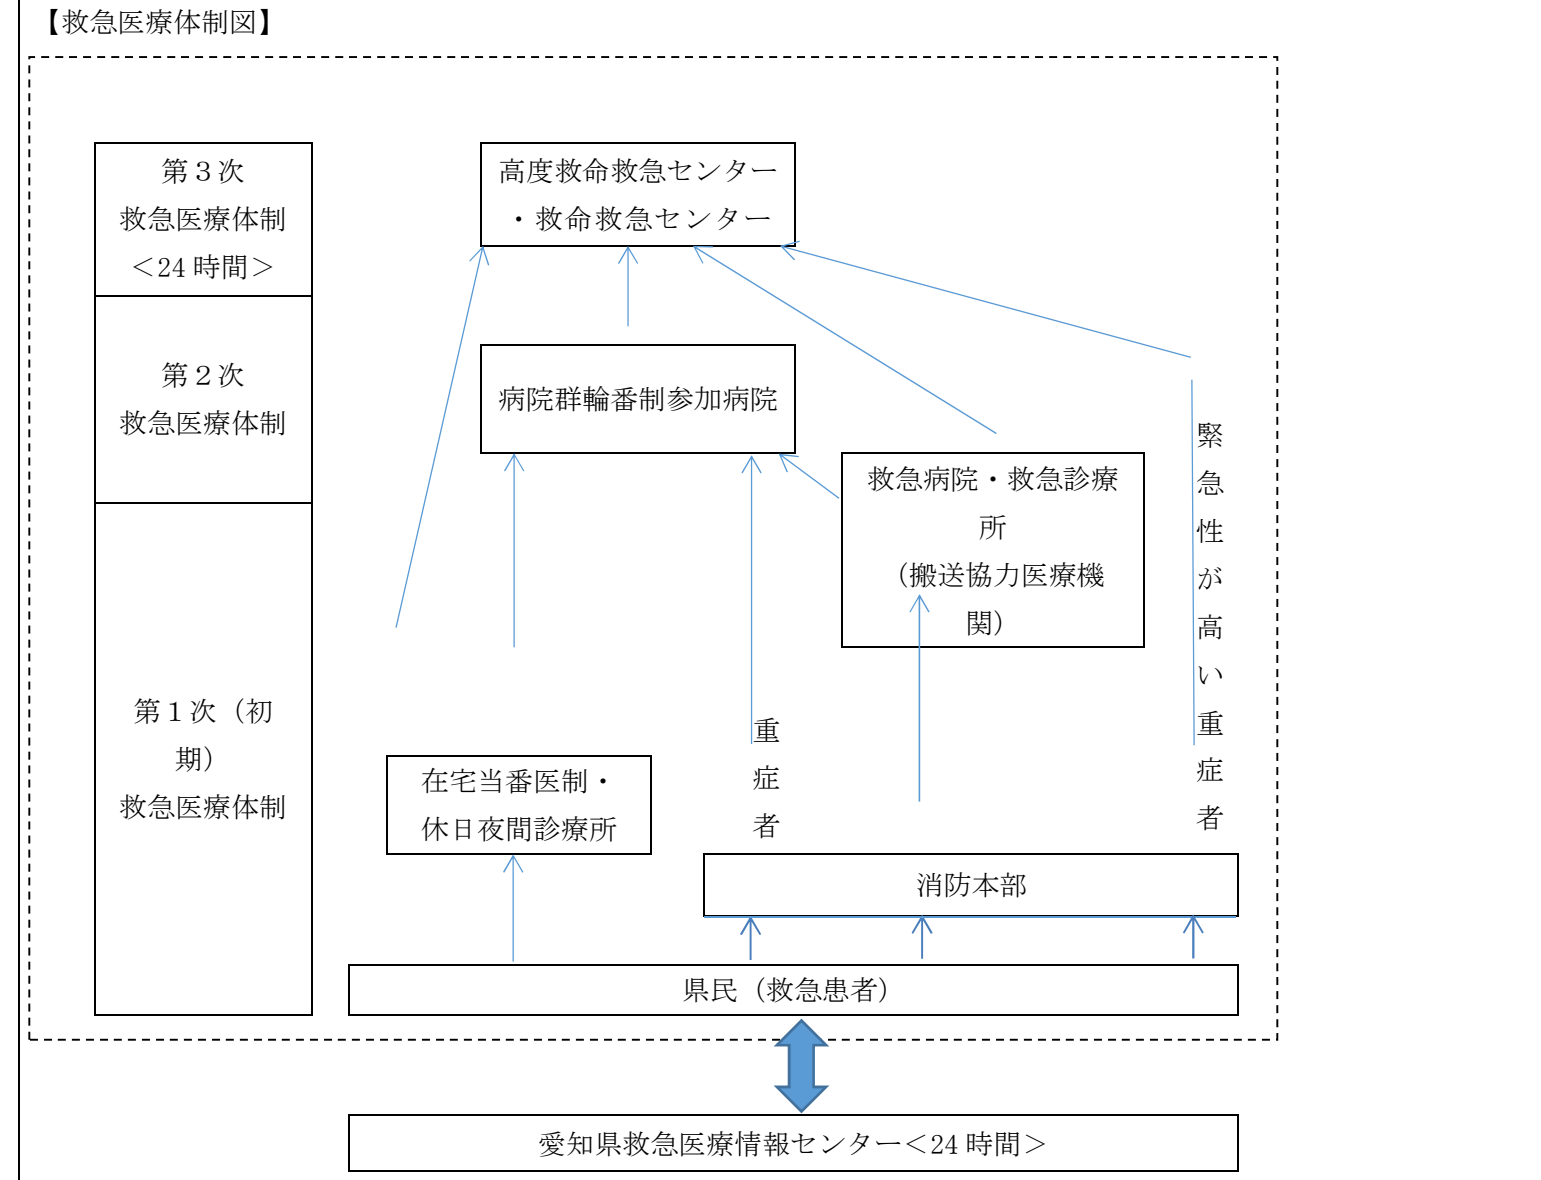 【救急医療体制図】
第３次
救急医療体制
＜24 時間＞
高度救命救急センター
・救命救急センター
第２次
救急医療体制
病院群輪番制参加病院
救急病院・救急診療
所
（搬送協力医療機
関）
緊急性が高い重症者
第１次（初
期）
救急医療体制
重症者
在宅当番医制・
休日夜間診療所
消防本部
県民（救急患者）
愛知県救急医療情報センター＜24 時間＞